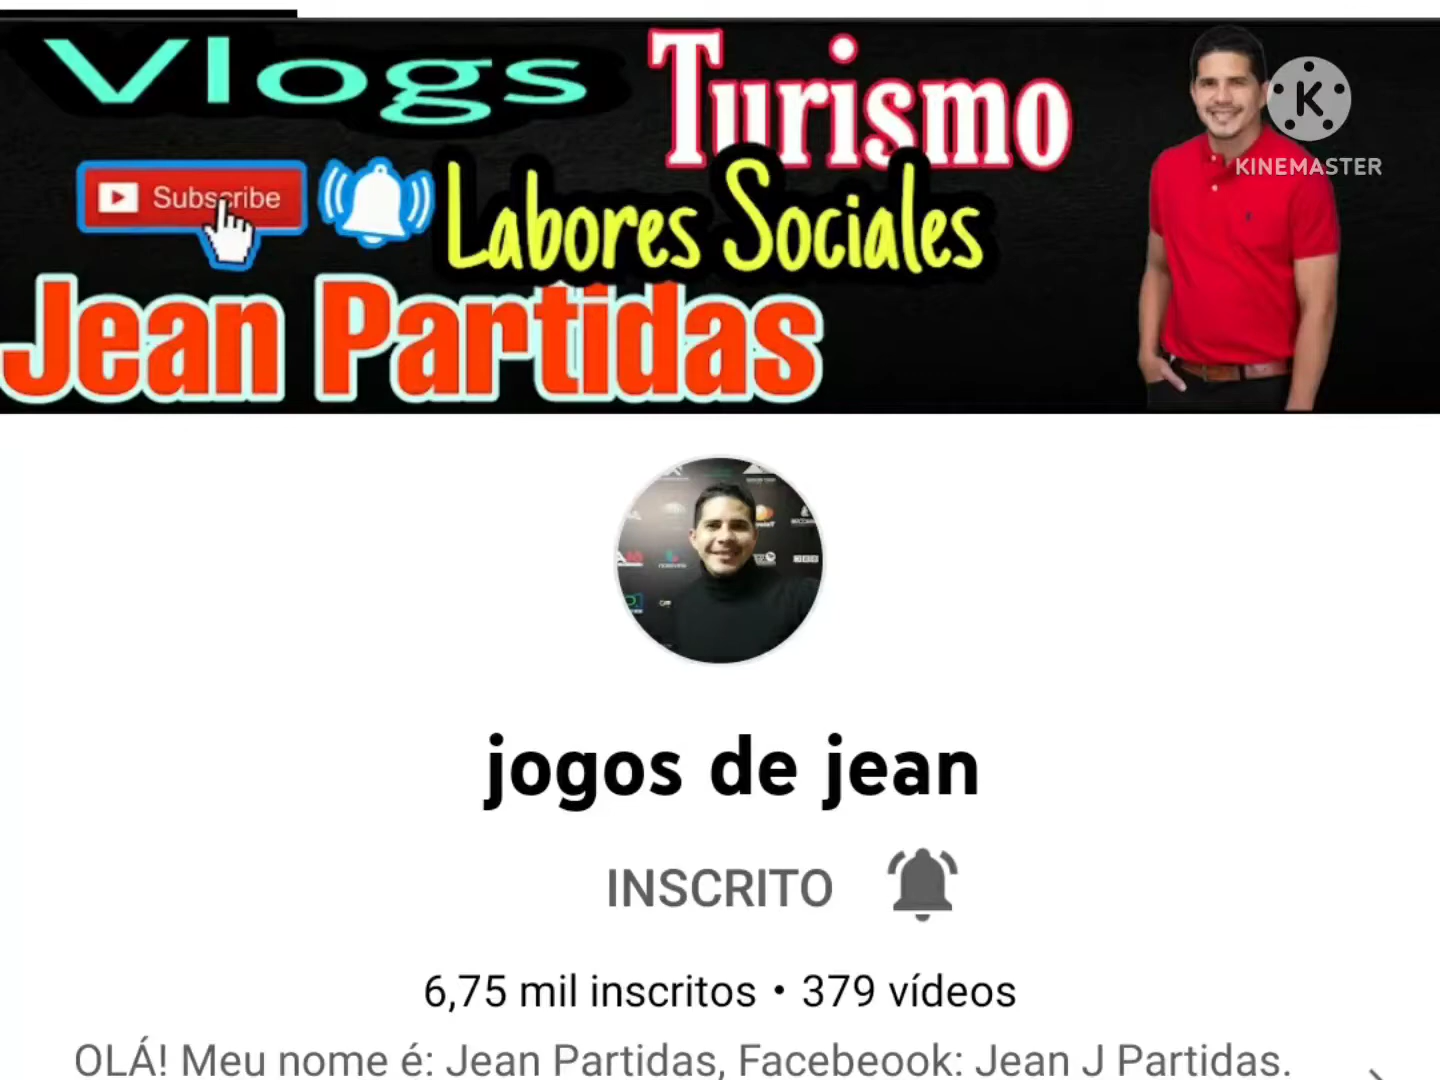 Vlogs
Turismo
K
KINEMASTER
Subscribe
Labores Sociales
Jean Partidas
jogos de jean
INSCRITO
6,75 mil inscritos • 379 vídeos
OLÁ! Meu nome é: Jean Partidas, Facebeook: Jean J Partidas.